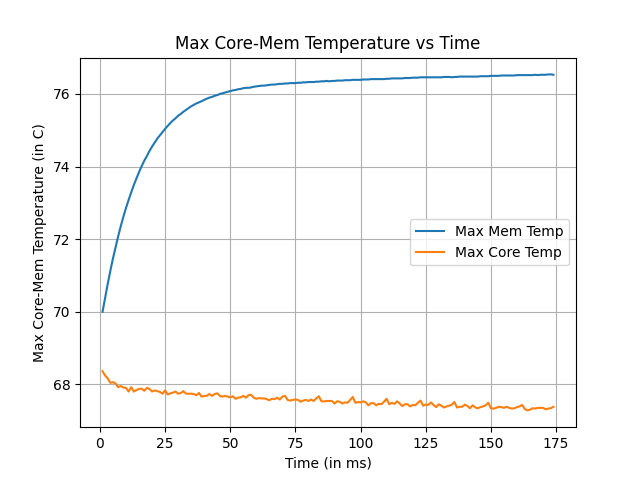 Max Core-Mem Temperature vs Time
Max Core-Mem Temperature (in C)
76
74
72
70
68
Max Mem Temp
Max Core Temp
0 25 50 75 100 125 150 175
Time (in ms)